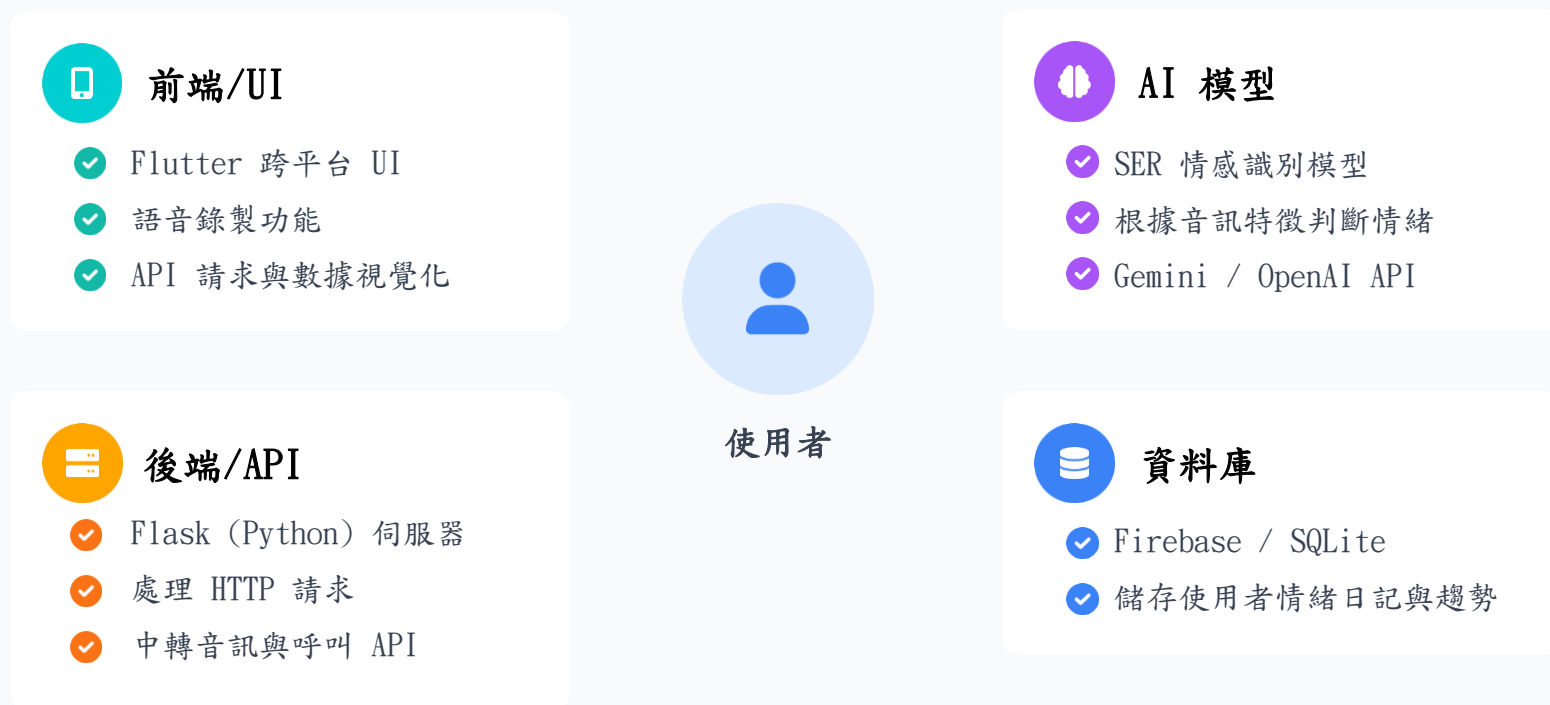 前端/UI
Flutter 跨平台 UI
語音錄製功能
API 請求與數據視覺化
後端/API
Flask (Python) 伺服器
處理 HTTP 請求
中轉音訊與呼叫 API
使用者
AI 模型
SER 情感識別模型
根據音訊特徵判斷情緒
Gemini / OpenAI API
資料庫
Firebase / SQLite
儲存使用者情緒日記與趨勢